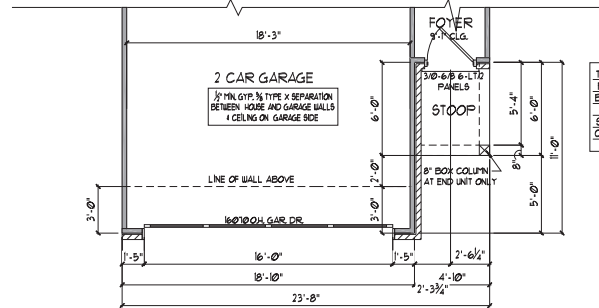 FOYER
9'-1" CLG.
18'-3"
2 CAR GARAGE
½" MIN. GYP. ⅝ TYPE X SEPARATION
BETWEEN HOUSE AND GARAGE WALLS
& CEILING ON GARAGE SIDE
3/0-6/8 6-LT/2
PANELS
STOOP
6'-0"
5'-4"
6'-0"
11'-0"
8"
8" BOX COLUMN
AT END UNIT ONLY
LINE OF WALL ABOVE
2'-0"
3'-0"
3'-0"
5'-0"
16070 O.H. GAR. DR.
1'-5"
16'-0"
1'-5"
2'-6¼"
18'-10"
4'-10"
2'-3¾"
23'-8"